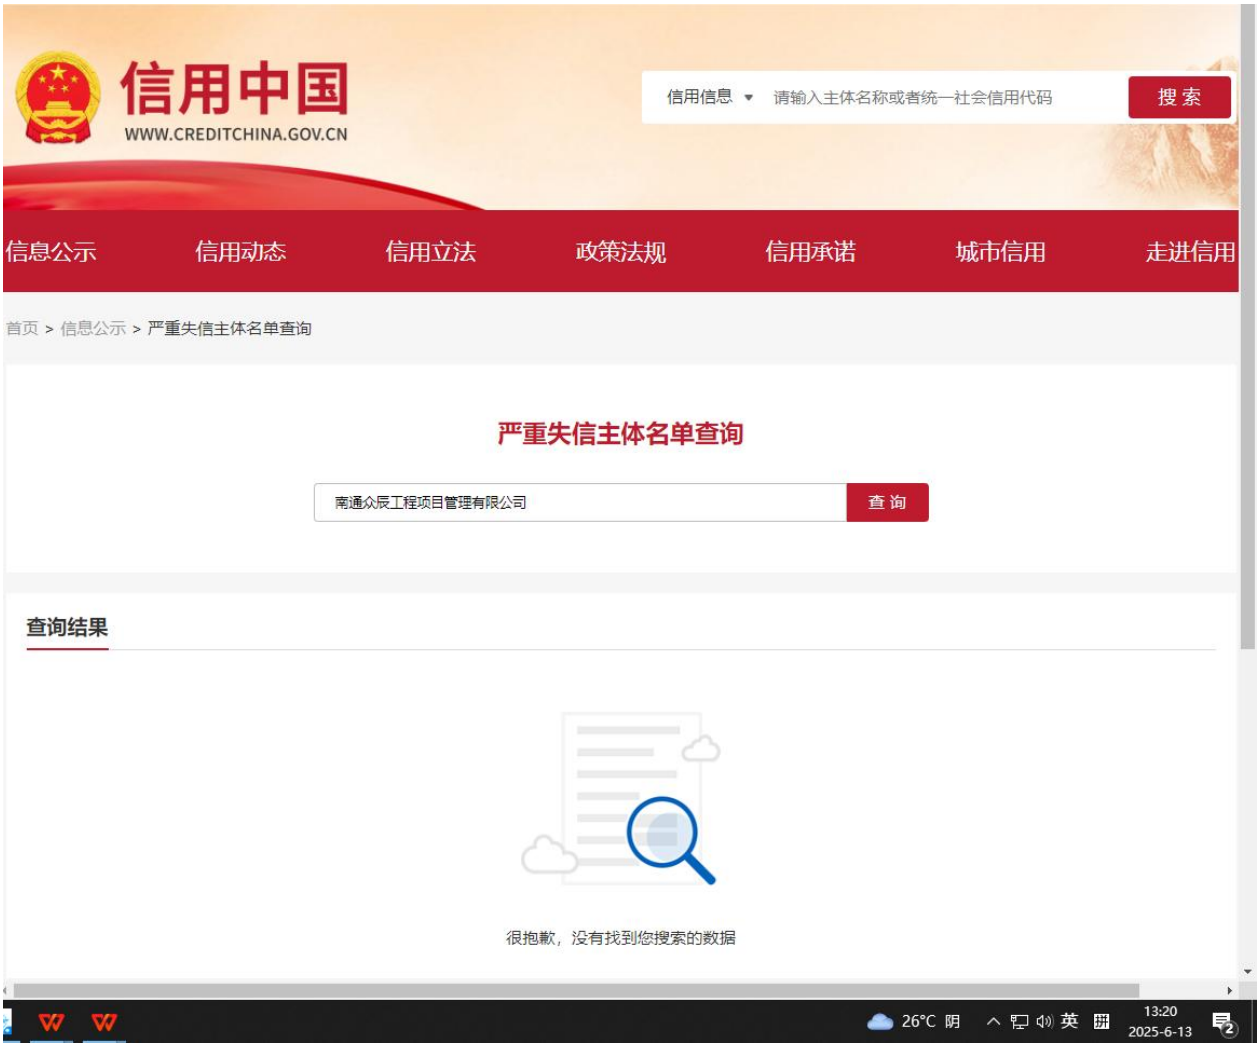 信用中国
WWW.CREDITCHINA.GOV.CN
信用信息 请输入主体名称或者统一社会信用代码 搜索
信息公示 信用动态 信用立法 政策法规 信用承诺 城市信用 走进信用
首页 > 信息公示 > 严重失信主体名单查询
严重失信主体名单查询
南通众辰工程项目管理有限公司 查询
查询结果
很抱歉，没有找到您搜索的数据
26°C 阴 英 拼 13:20
2025-6-13 2